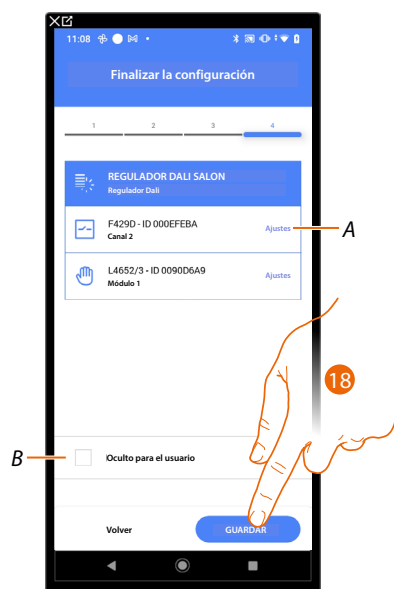 11:08
Finalizar la configuración
1 2 3 4
REGULADOR DALI SALON
Regulador Dali
F429D - ID 000EFEBA
Canal 2
Ajustes
A
L4652/3 - ID 0090D6A9
Módulo 1
Ajustes
18
B
Oculto para el usuario
Volver
GUARDAR